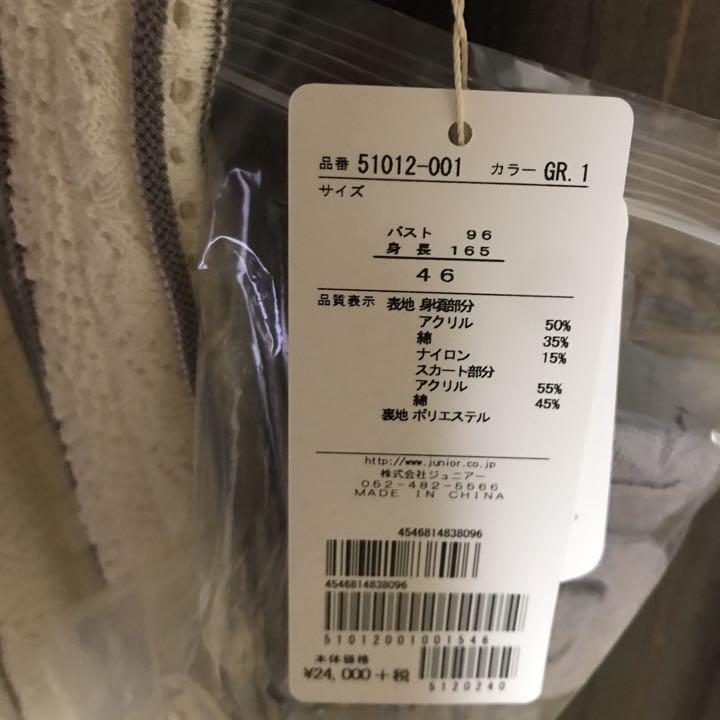 品番 51012-001 カラー GR.1
サイズ
バスト 96
身長 165
46
品質表示 表地 身頃部分
アクリル 50%
綿 35%
ナイロン 15%
スカート部分
アクリル 55%
綿 45%
裏地 ポリエステル
http://www.junior.co.jp
株式会社ジュニアー
052-482-5566
MADE IN CHINA
4546814838096
4546814838096
51012001001546
本体価格
¥24,000+税
5120240